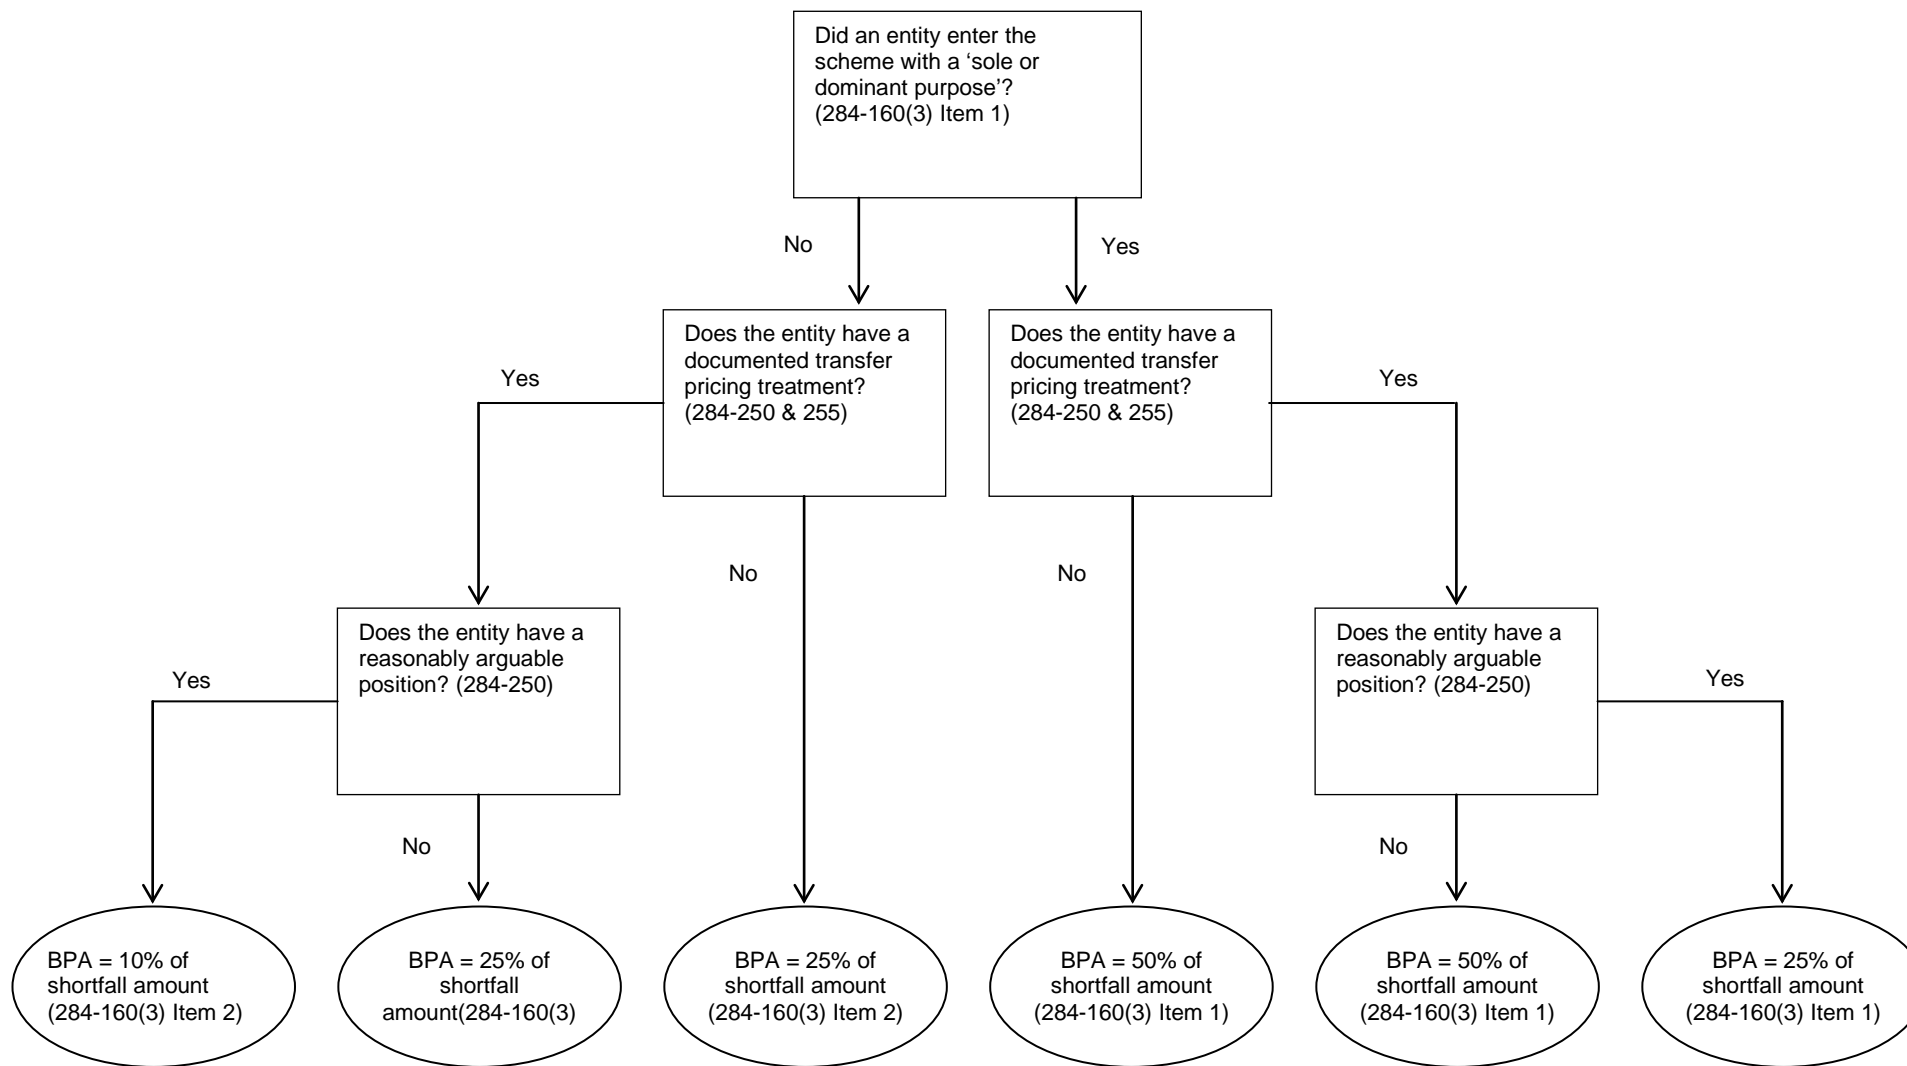 Did an entity enter the
scheme with a ‘sole or
dominant purpose’?
(284-160(3) Item 1)
No
Yes
Does the entity have a
documented transfer
pricing treatment?
(284-250 & 255)
Does the entity have a
documented transfer
pricing treatment?
(284-250 & 255)
Yes
Yes
No
No
Does the entity have a
reasonably arguable
position? (284-250)
Does the entity have a
reasonably arguable
position? (284-250)
Yes
Yes
No
No
BPA = 10% of
shortfall amount
(284-160(3) Item 2)
BPA = 25% of
shortfall
amount(284-160(3)
BPA = 25% of
shortfall amount
(284-160(3) Item 2)
BPA = 50% of
shortfall amount
(284-160(3) Item 1)
BPA = 50% of
shortfall amount
(284-160(3) Item 1)
BPA = 25% of
shortfall amount
(284-160(3) Item 1)